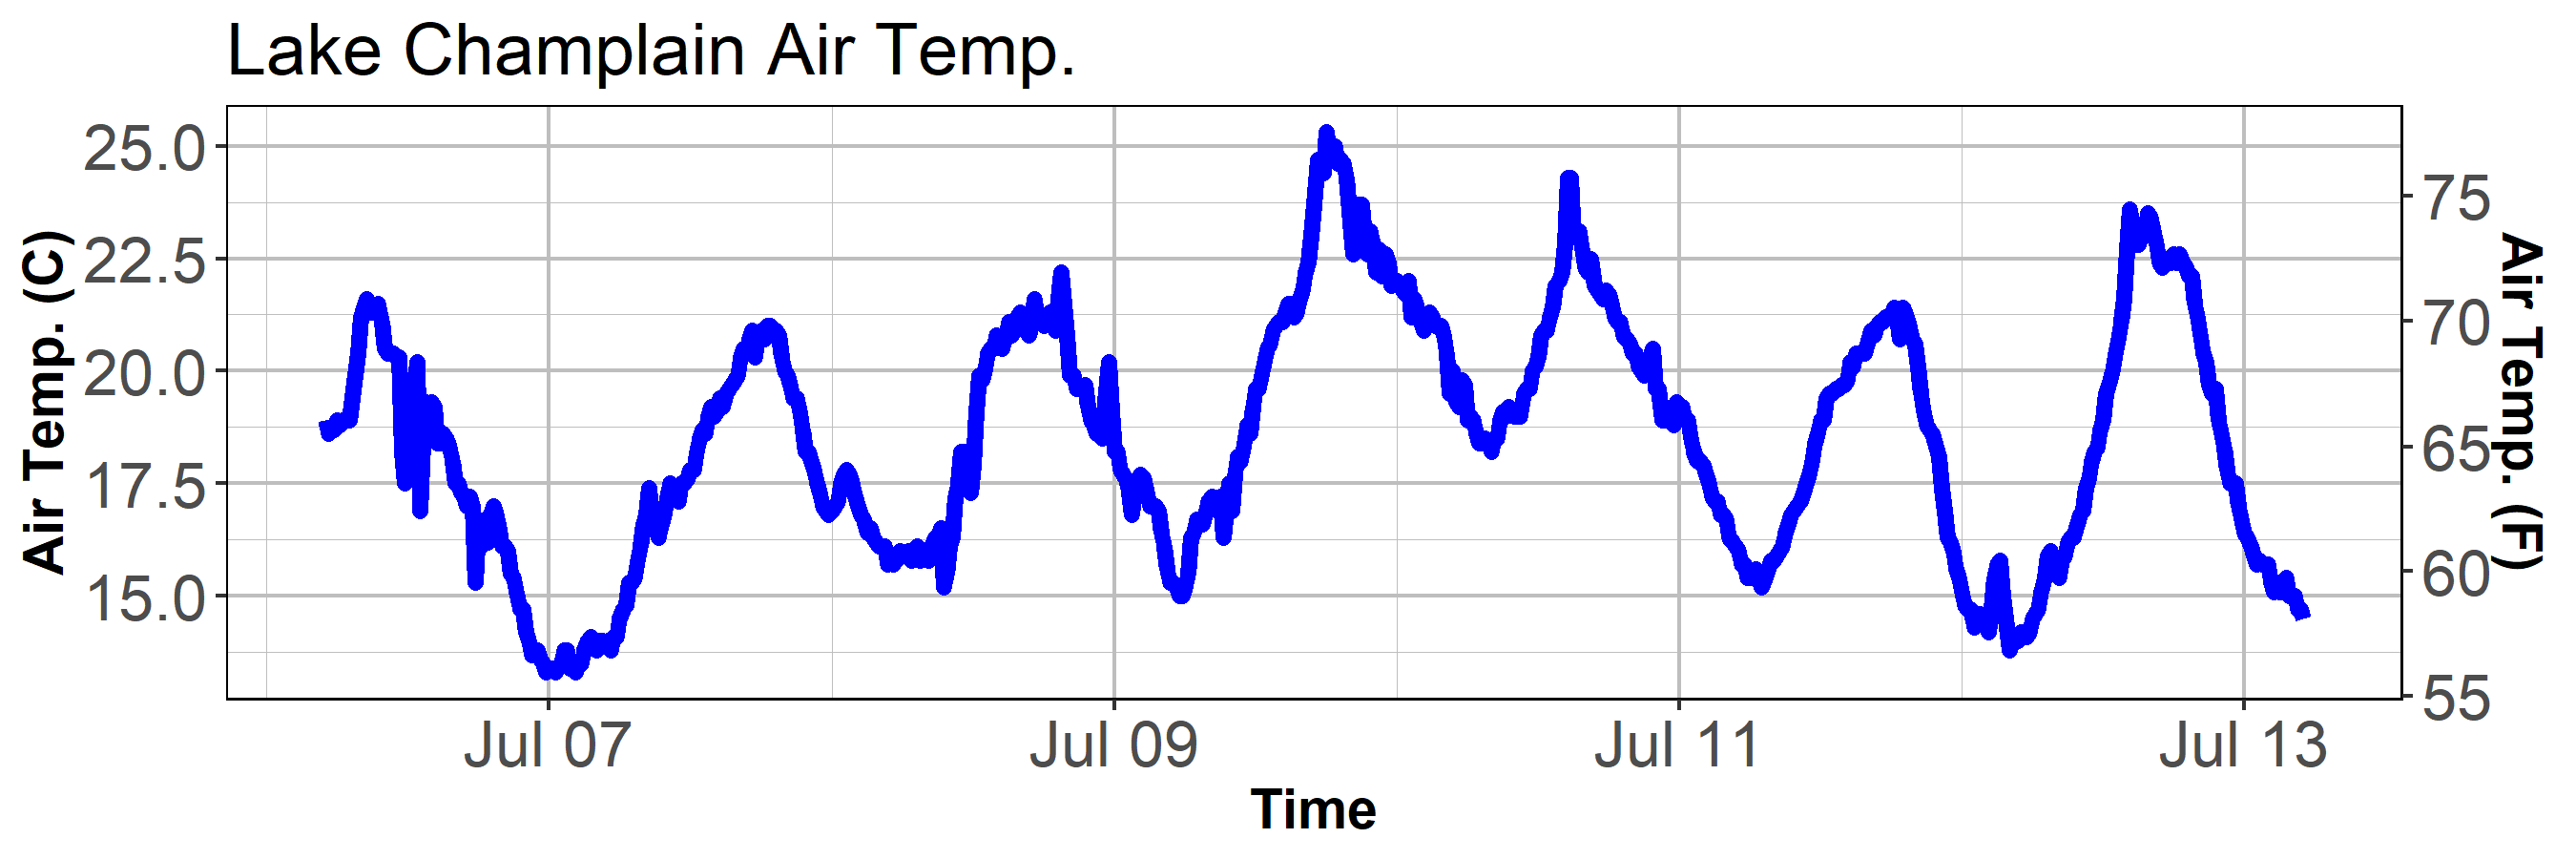 Lake Champlain Air Temp.
Air Temp. (C)
25.0
22.5
20.0
17.5
15.0
75
70
65
60
55
Air Temp. (F)
Jul 07 Jul 09 Jul 11 Jul 13
Time